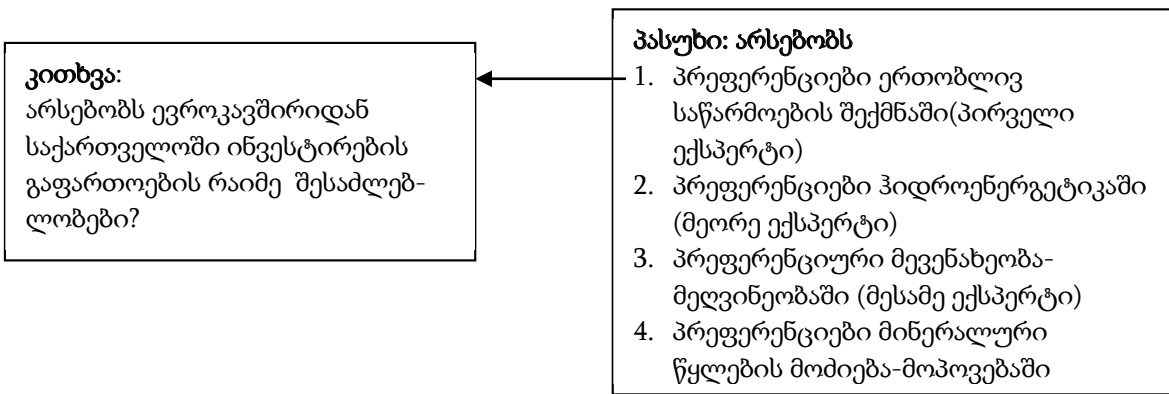 კითხვა:
არსებობს ევროკავშირიდან
საქართველოში ინვესტირების
გაფართოების რაიმე შესაძლებ-
ლობები?
პასუხი: არსებობს
1. პრეფერენციები ერთობლივ
საწარმოების შექმნაში(პირველი
ექსპერტი)
2. პრეფერენციები ჰიდროენერგეტიკაში
(მეორე ექსპერტი)
3. პრეფერენციური მევენახეობა-
მეღვინეობაში (მესამე ექსპერტი)
4. პრეფერენციები მინერალური
წყლების მოძიება-მოპოვებაში